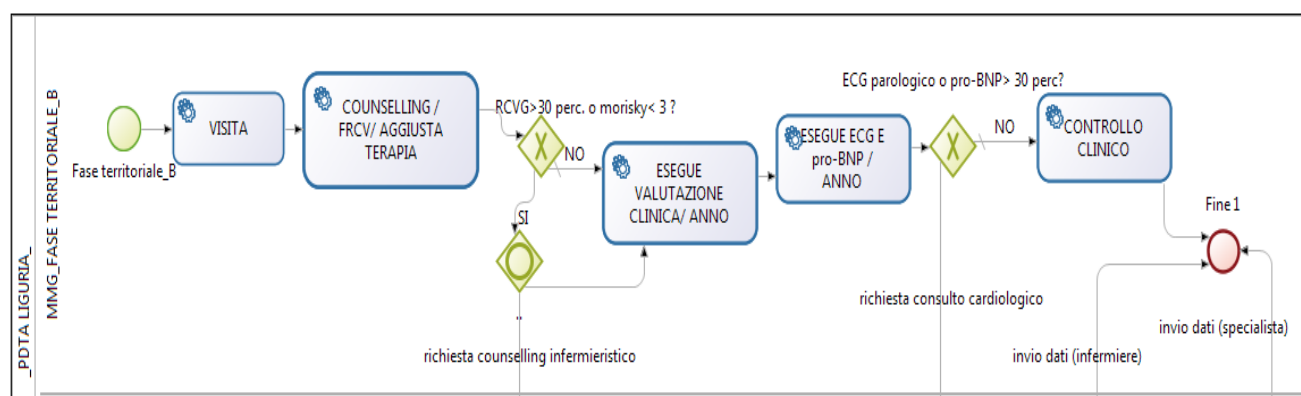 _PDTA LIGURIA_
MMG_FASE TERRITORIALE_B
Fase territoriale_B
VISITA
COUNSELLING /
FRCV/ AGGIUSTA
TERAPIA
RCVG>30 perc. o morisky< 3 ?
NO
SI
..
richiesta counselling infermieristico
ESEGUE
VALUTAZIONE
CLINICA/ ANNO
ESEGUE ECG E
pro-BNP /
ANNO
ECG parologico o pro-BNP> 30 perc?
NO
richiesta consulto cardiologico
CONTROLLO
CLINICO
Fine 1
invio dati (infermiere)
invio dati (specialista)